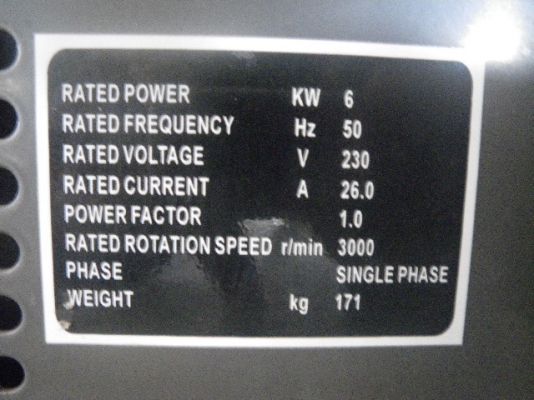 RATED POWER KW 6
RATED FREQUENCY Hz 50
RATED VOLTAGE V 230
RATED CURRENT A 26.0
POWER FACTOR 1.0
RATED ROTATION SPEED r/min 3000
PHASE SINGLE PHASE
WEIGHT kg 171